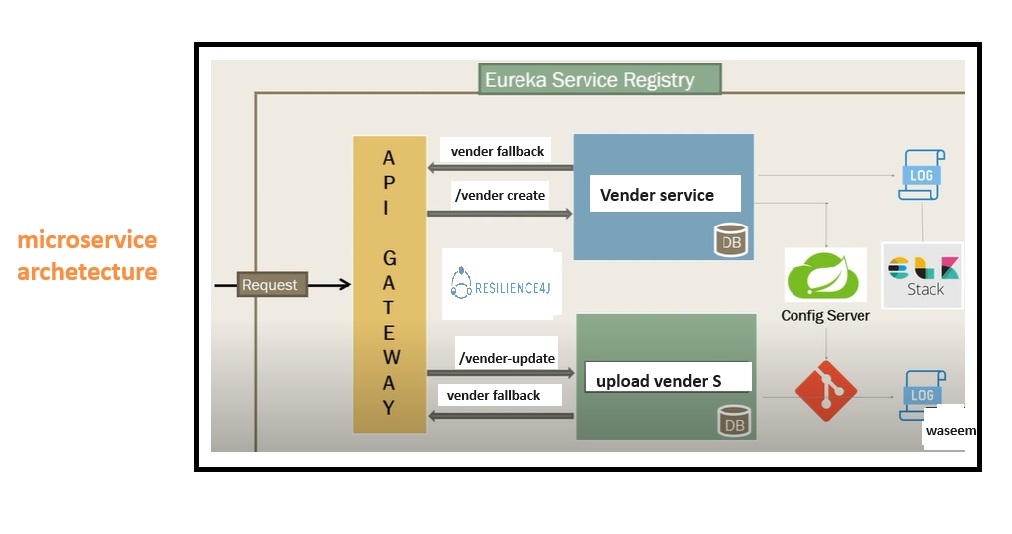 Eureka Service Registry
microservice
archetecture
Request
API GATEWAY
vender fallback
/vender create
RESILIENCE4J
/vender-update
vender fallback
Vender service
DB
upload vender S
DB
LOG
ELK
Stack
Config Server
LOG
waseem